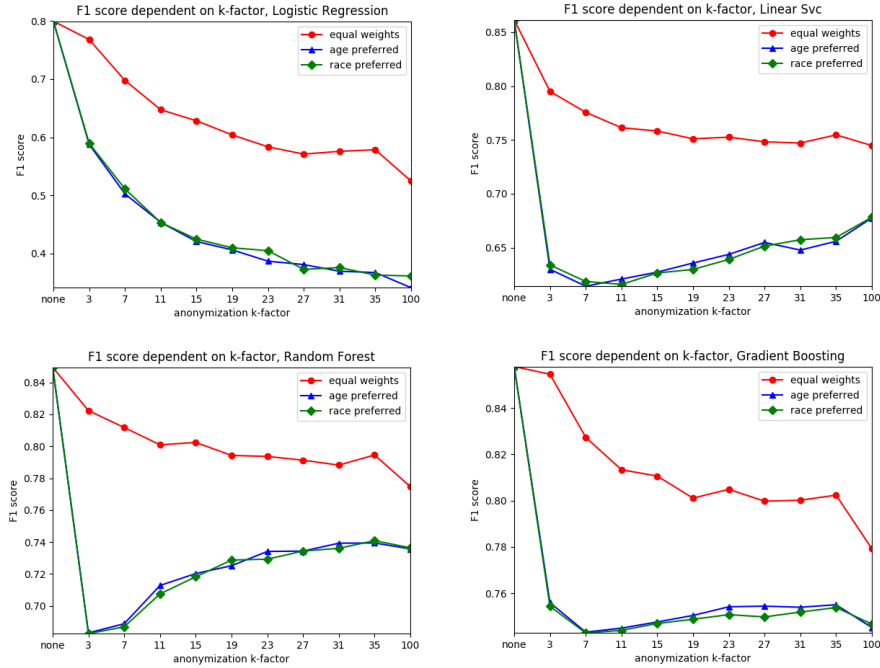 F1 score dependent on k-factor, Logistic Regression
0.8
0.7
0.6
0.5
0.4
F1 score
equal weights
age preferred
race preferred
none 3 7 11 15 19 23 27 31 35 100
anonymization k-factor
F1 score dependent on k-factor, Linear Svc
0.85
0.80
0.75
0.70
0.65
F1 score
equal weights
age preferred
race preferred
none 3 7 11 15 19 23 27 31 35 100
anonymization k-factor
F1 score dependent on k-factor, Random Forest
0.84
0.82
0.80
0.78
0.76
0.74
0.72
0.70
F1 score
equal weights
age preferred
race preferred
none 3 7 11 15 19 23 27 31 35 100
anonymization k-factor
F1 score dependent on k-factor, Gradient Boosting
0.84
0.82
0.80
0.78
0.76
F1 score
equal weights
age preferred
race preferred
none 3 7 11 15 19 23 27 31 35 100
anonymization k-factor